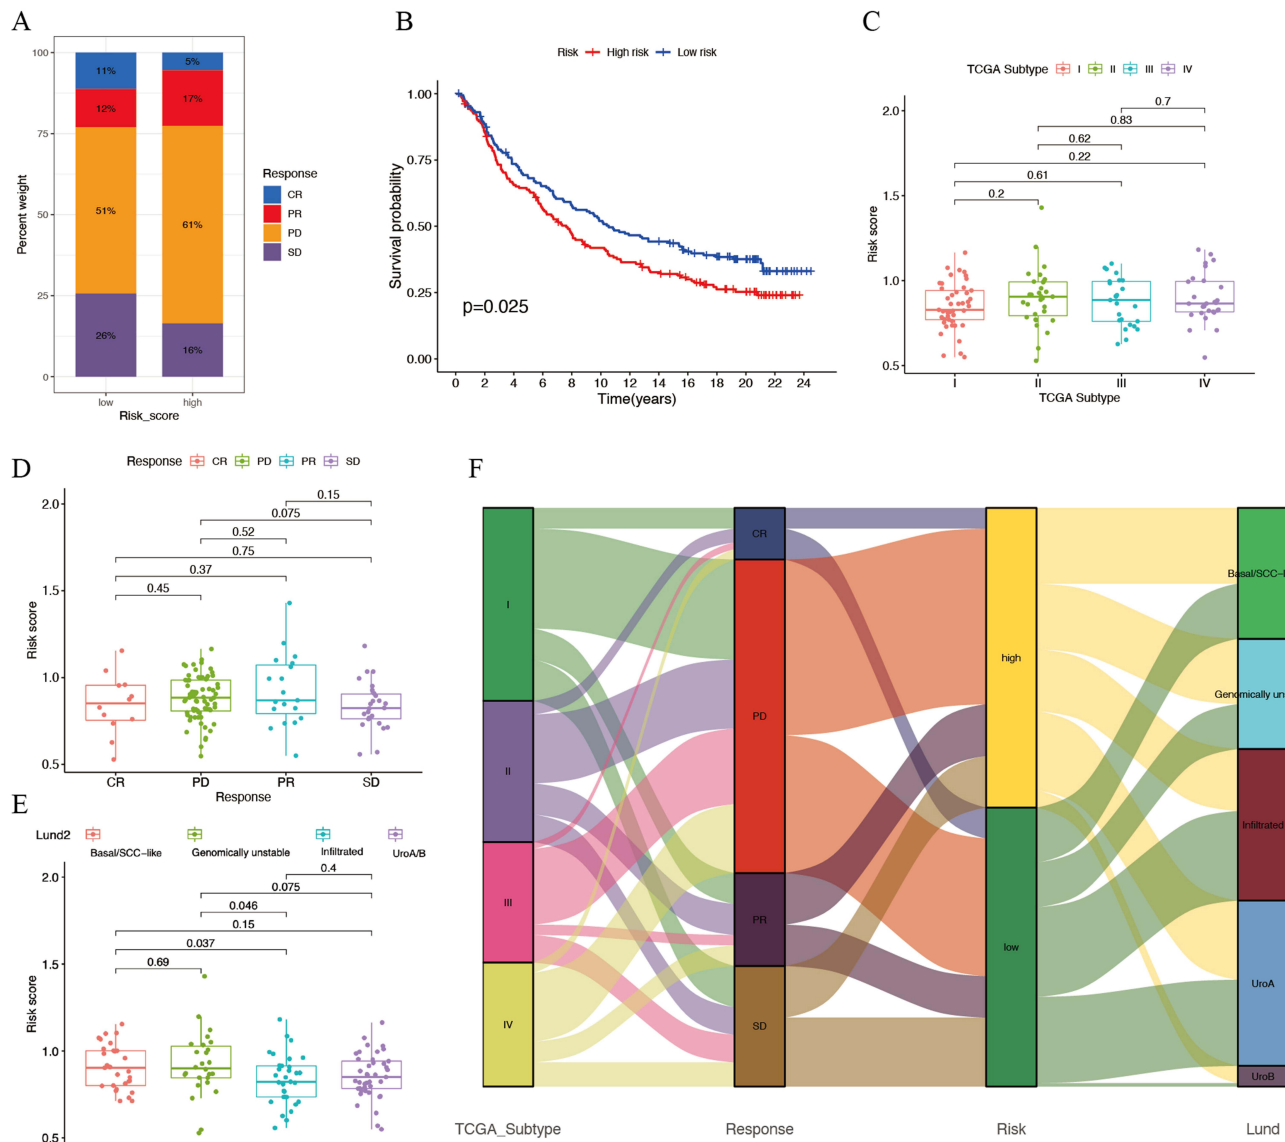 A
100
75
50
25
0
Percent weight
11%
12%
51%
26%
5%
17%
61%
16%
low
high
Risk_score
Response
CR
PR
PD
SD
B
Risk
High risk
Low risk
1.00
0.75
0.50
0.25
0.00
Survival probability
p=0.025
0 2 4 6 8 10 12 14 16 18 20 22 24
Time(years)
C
TCGA Subtype I II III IV
2.0
1.5
1.0
0.5
Risk score
0.7
0.83
0.62
0.22
0.61
0.2
I II III IV
TCGA Subtype
D
Response CR PD PR SD
2.0
1.5
1.0
0.5
Risk score
0.15
0.075
0.52
0.75
0.37
0.45
CR PD PR SD
Response
E
Lund2
Basal/SCC-like Genomically unstable Infiltrated UroA/B
2.0
1.5
1.0
0.5
Risk score
0.4
0.075
0.046
0.15
0.037
0.69
F
I
II
III
IV
CR
PD
PR
SD
high
low
Basal/SCC-l
Genomically uns
Infiltrated
UroA
UroB
TCGA_Subtype Response Risk Lund